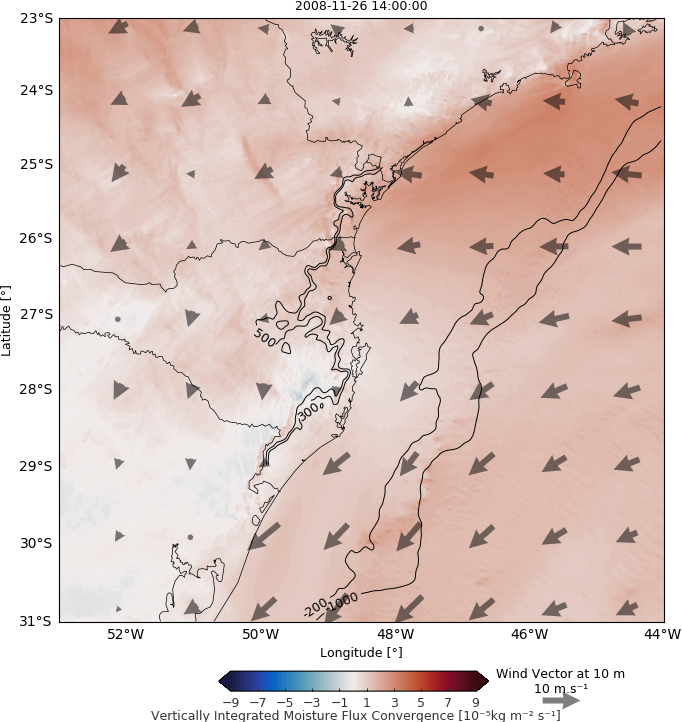 2008-11-26 14:00:00
23°S
24°S
25°S
26°S
27°S
28°S
29°S
30°S
31°S
Latitude [°]
500
300
-200
-1000
52°W 50°W 48°W 46°W 44°W
Longitude [°]
−9 −7 −5 −3 −1 1 3 5 7 9
Wind Vector at 10 m
10 m.s⁻¹
Vertically Integrated Moisture Flux Convergence [10⁻⁵kg m⁻² s⁻¹]